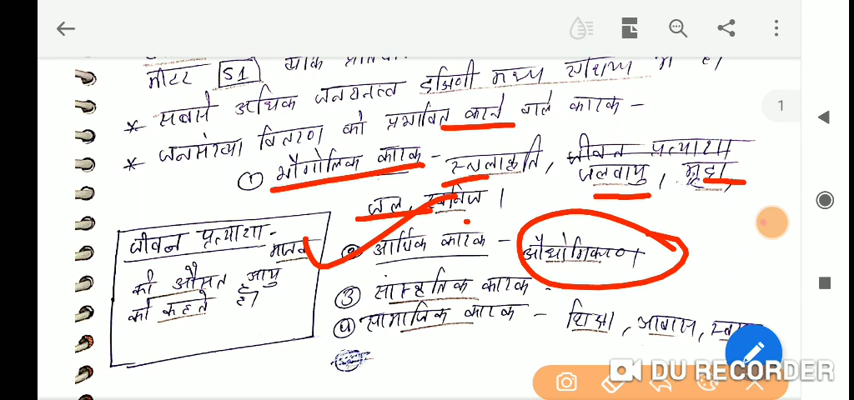 मीटर [51]
* सबसे अधिक जनघनत्व दक्षिणी मध्य एशिया में है।
* जनसंख्या वितरण को प्रभावित करने वाले कारक -
① भौगोलिक कारक - स्थलाकृति, जीवन प्रत्याशा जलवायु, मृदा,
जल, खनिज।
② आर्थिक कारक - औद्योगिकरण
③ सांस्कृतिक कारक -
④ सामाजिक कारक - शिक्षा, आवास,
जीवन प्रत्याशा - मानव
की औसत आयु
को कहते है।
1
DU RECORDER